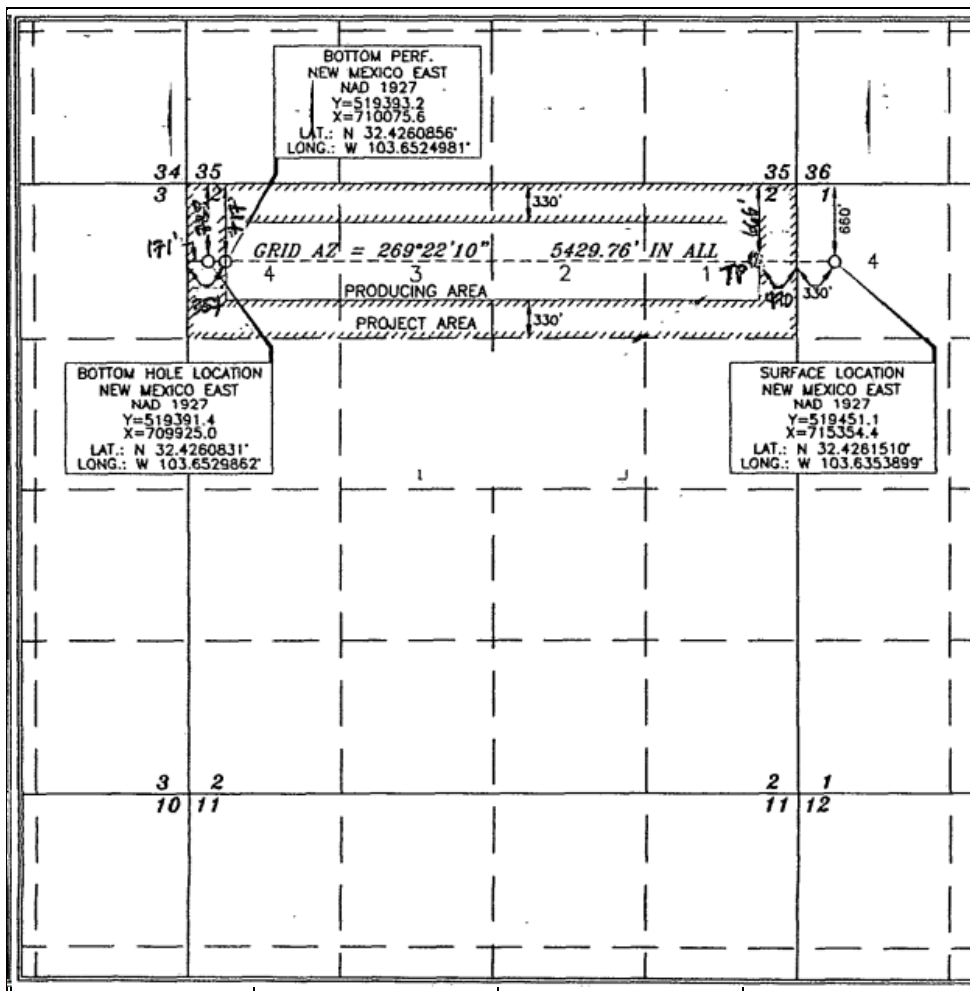 BOTTOM PERF.
NEW MEXICO EAST
NAD 1927
Y=519393.2
X=710075.6
LAT.: N 32.4260856°
LONG.: W 103.6524981°
34 35
35 36
3 2
2 1
330'
660'
717'
171'
GRID AZ = 269°22'10" 5429.76' IN ALL
4 3 2 1 4
TP
330'
PRODUCING AREA
PROJECT AREA
330'
BOTTOM HOLE LOCATION
NEW MEXICO EAST
NAD 1927
Y=519391.4
X=709925.0
LAT.: N 32.4260831°
LONG.: W 103.6529862°
SURFACE LOCATION
NEW MEXICO EAST
NAD 1927
Y=519451.1
X=715354.4
LAT.: N 32.4261510°
LONG.: W 103.6353899°
3 2
2 1
10 11
11 12